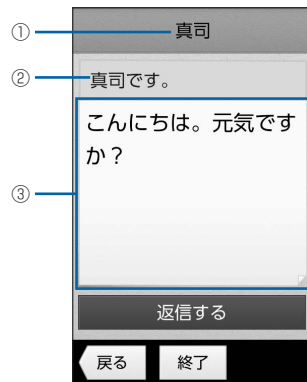 ① 真司
② 真司です。
③ こんにちは。元気です
か？
返信する
戻る 終了